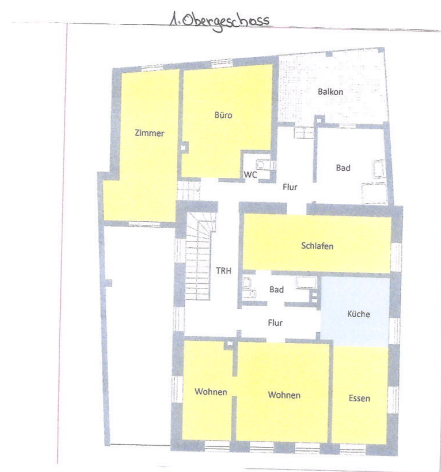 1. Obergeschoss
Balkon
Büro
Zimmer
WC
Bad
Flur
Schlafen
TRH
Bad
Küche
Flur
Wohnen
Wohnen
Essen